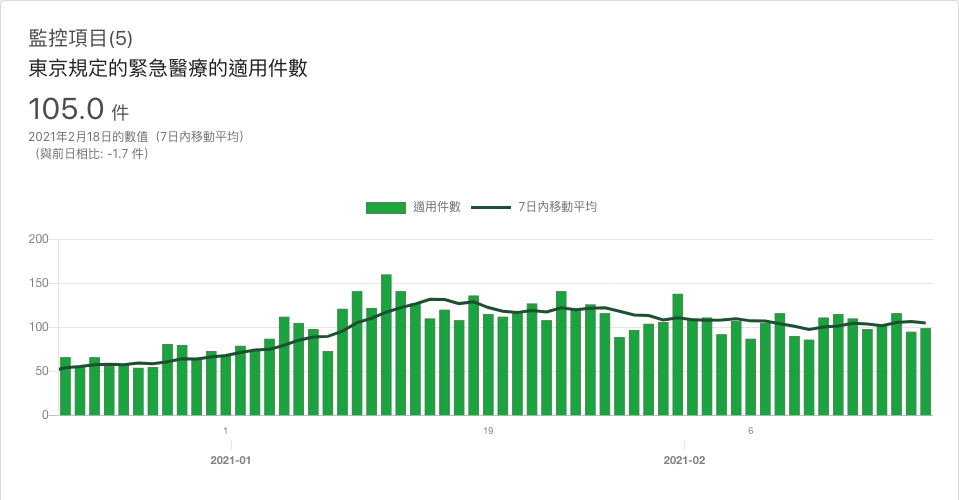 監控項目(5)
東京規定的緊急醫療的適用件數
105.0 件
2021年2月18日的數值（7日內移動平均）
（與前日相比: -1.7 件）
適用件數 7日內移動平均
200
150
100
50
0
1 19 6
2021-01 2021-02